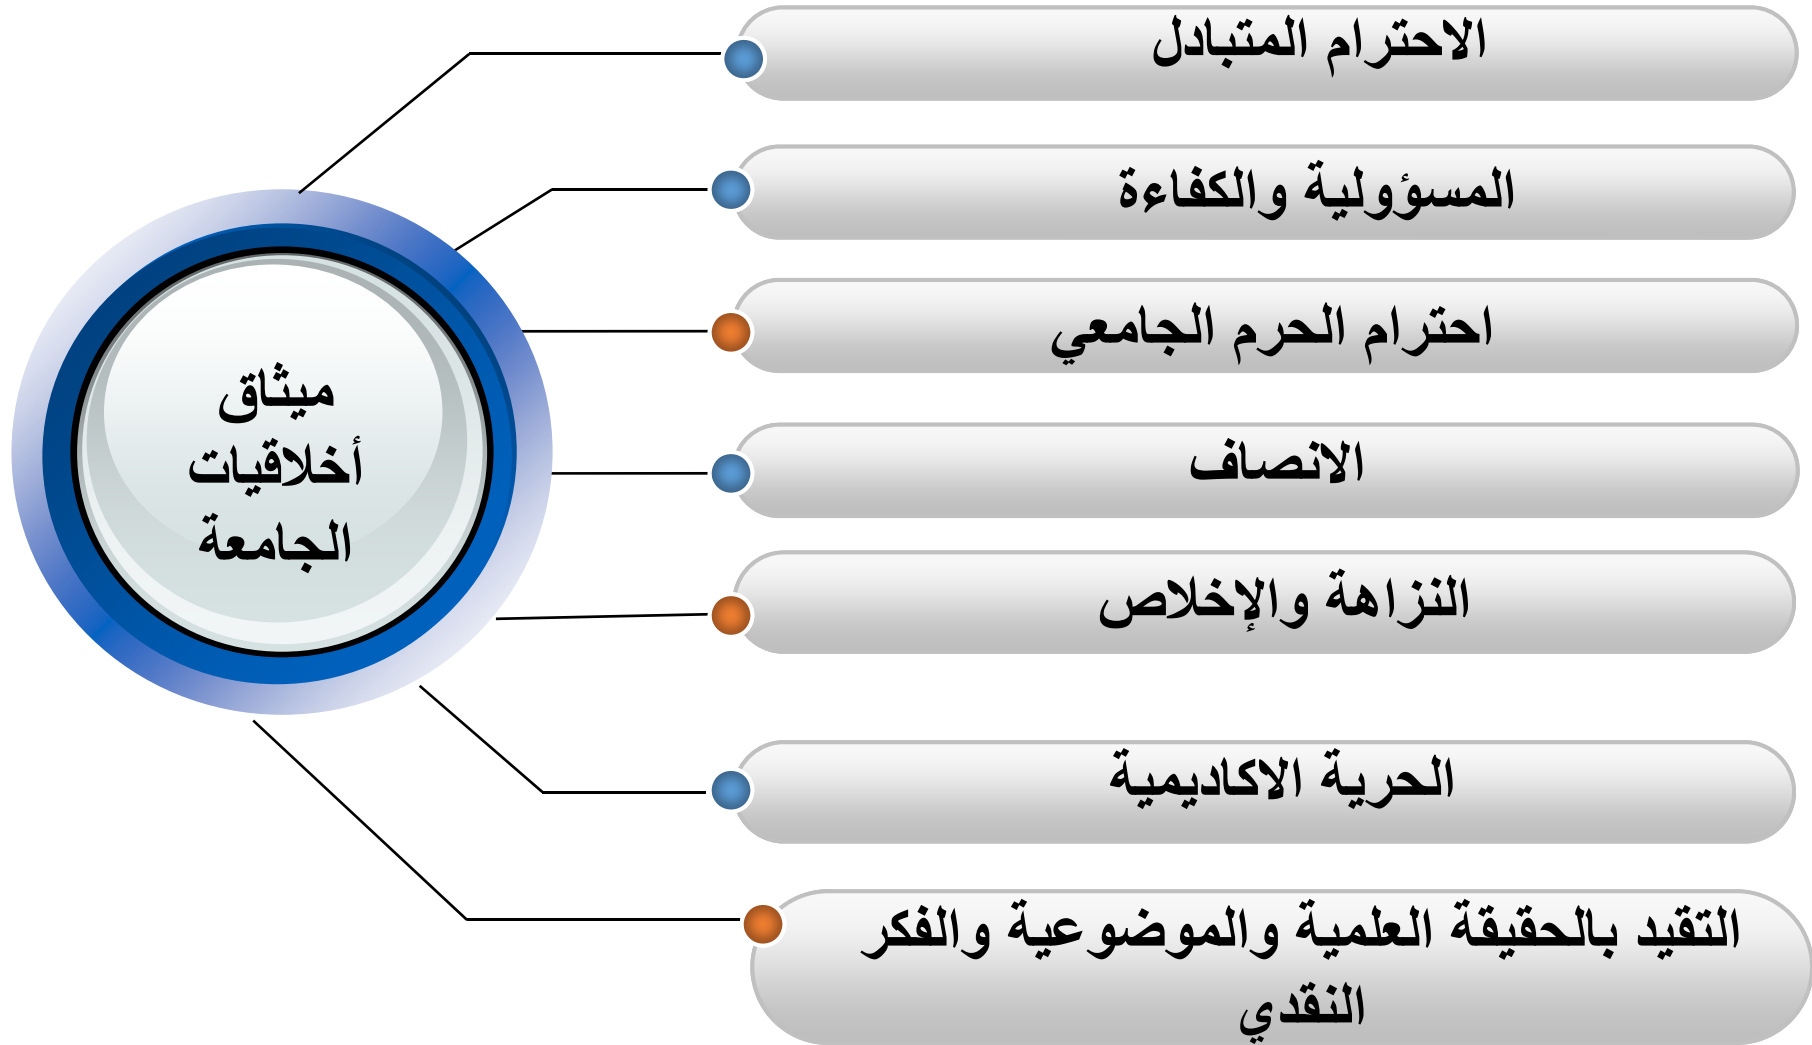 ميثاق
أخلاقيات
الجامعة
الاحترام المتبادل
المسؤولية والكفاءة
احترام الحرم الجامعي
الانصاف
النزاهة والإخلاص
الحرية الاكاديمية
التقيد بالحقيقة العلمية والموضوعية والفكر
النقدي